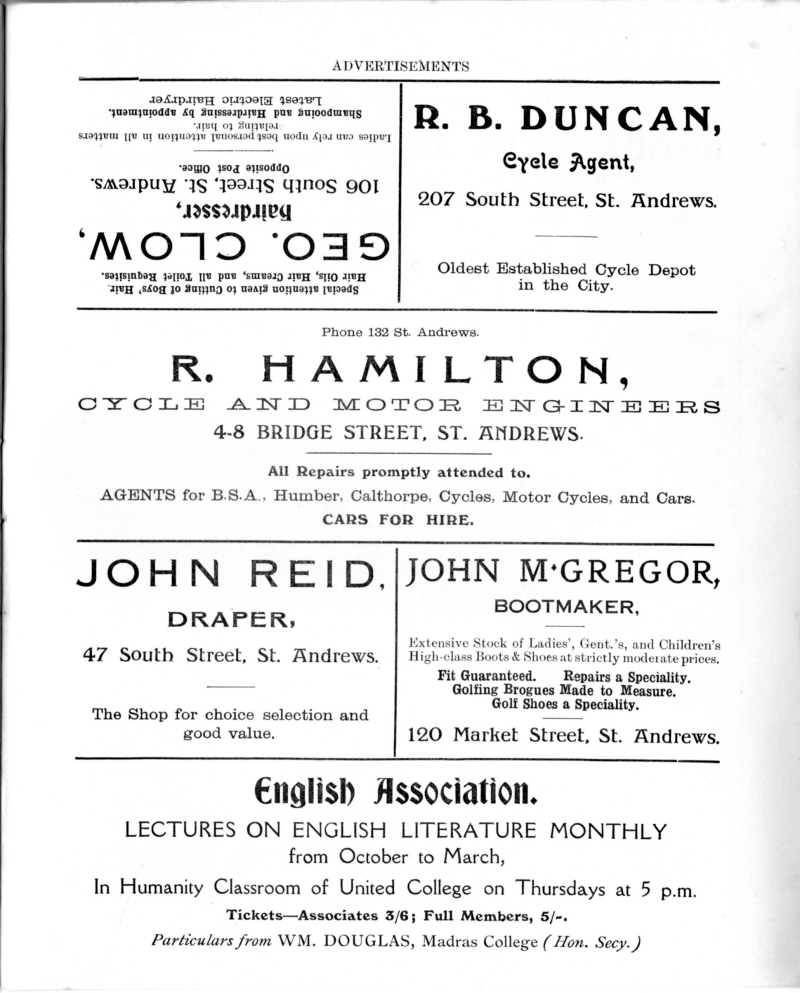 ADVERTISEMENTS
Special attention given to Cutting of Boys' Hair.
Hair Oils, Hair Creams, and all Toilet Requisites.
GEO. CLOW,
Hairdresser,
106 South Street, St. Andrews.
Opposite Post Office.
Ladies can rely upon best personal attention in all matters
relating to hair.
Shampooing and Hairdressing by appointment.
Latest Electric Hairdryer
R. B. DUNCAN,
Cycle Agent,
207 South Street, St. Andrews.
Oldest Established Cycle Depot
in the City.
Phone 132 St. Andrews.
R. HAMILTON,
CYCLE AND MOTOR ENGINEERS
4-8 BRIDGE STREET, ST. ANDREWS.
All Repairs promptly attended to.
AGENTS for B.S.A., Humber, Calthorpe, Cycles, Motor Cycles, and Cars.
CARS FOR HIRE.
JOHN REID,
DRAPER,
47 South Street, St. Andrews.
The Shop for choice selection and
good value.
JOHN M'GREGOR,
BOOTMAKER,
Extensive Stock of Ladies', Gent.'s, and Children's
High-class Boots & Shoes at strictly moderate prices.
Fit Guaranteed. Repairs a Speciality.
Golfing Brogues Made to Measure.
Golf Shoes a Speciality.
120 Market Street, St. Andrews.
English Association.
LECTURES ON ENGLISH LITERATURE MONTHLY
from October to March,
In Humanity Classroom of United College on Thursdays at 5 p.m.
Tickets—Associates 3/6; Full Members, 5/-.
Particulars from WM. DOUGLAS, Madras College (Hon. Secy.)